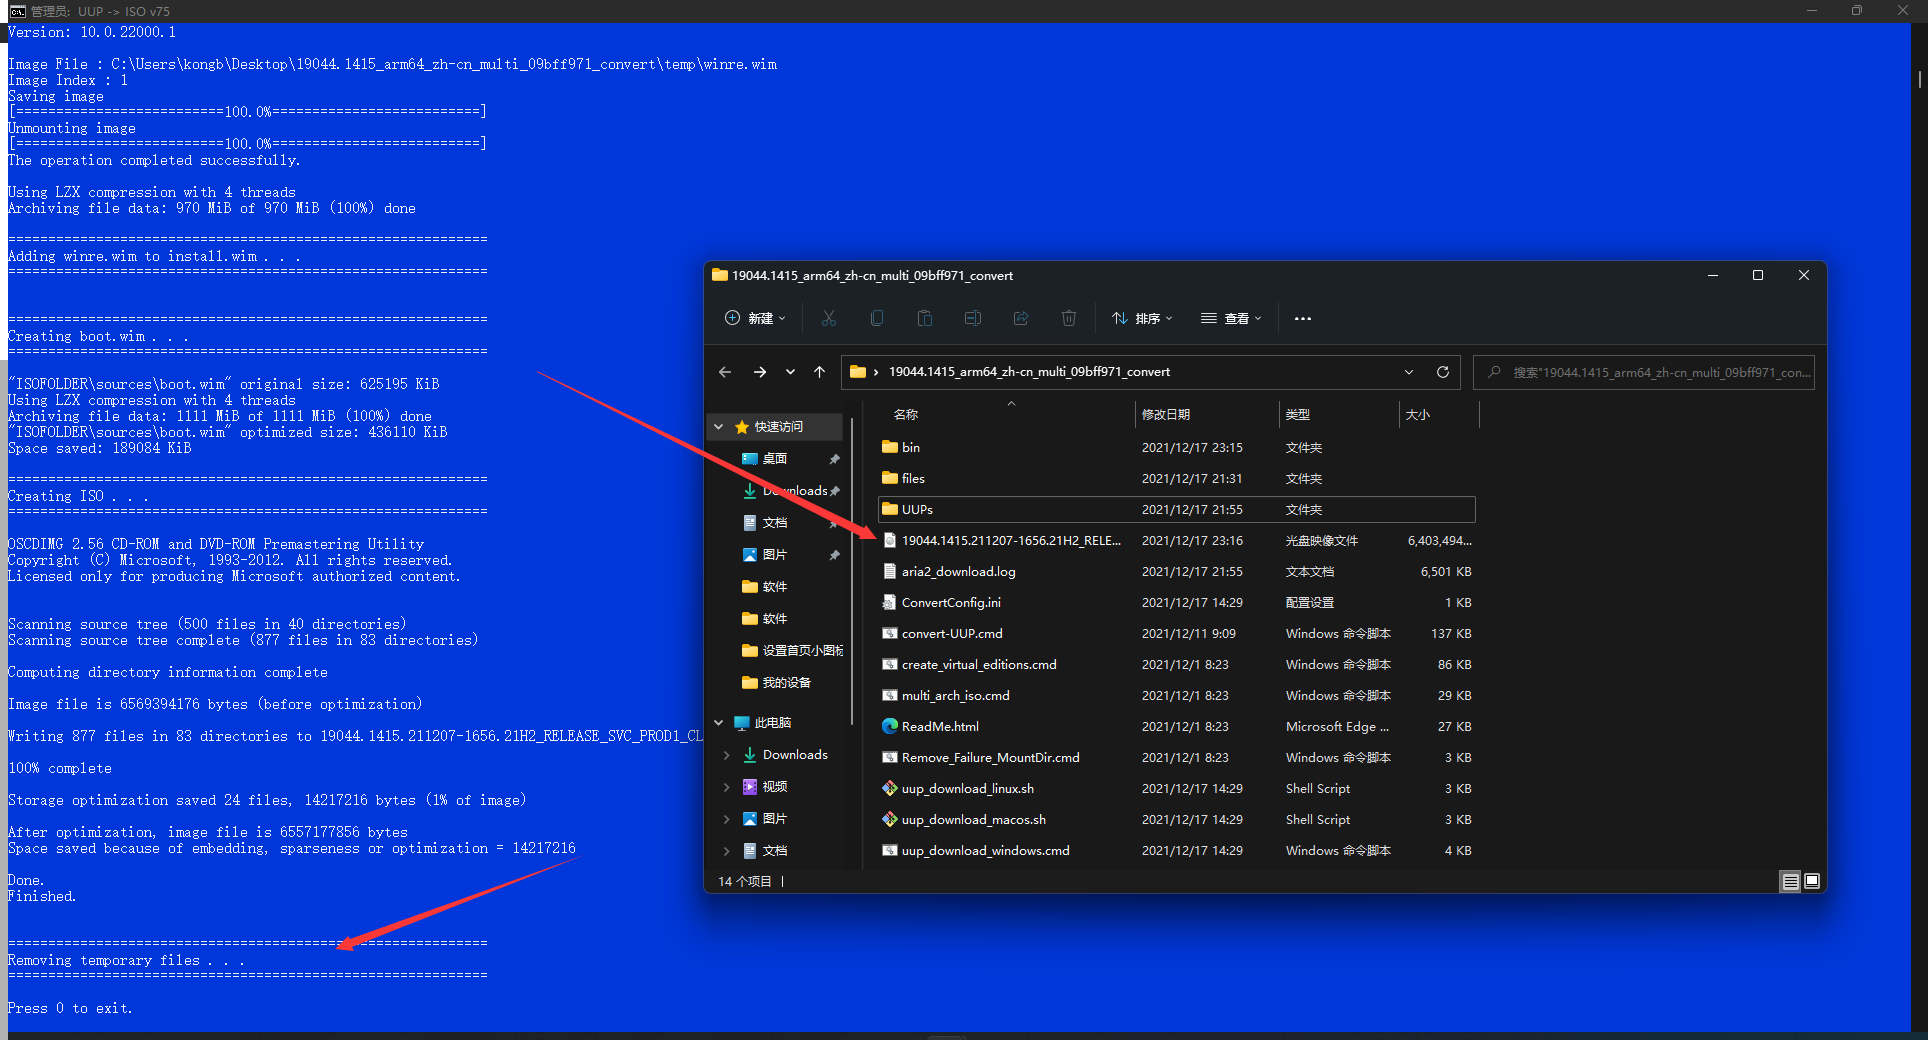 管理员: UUP -> ISO v75
Version: 10.0.22000.1
Image File : C:\Users\kongb\Desktop\19044.1415_arm64_zh-cn_multi_09bff971_convert\temp\winre.wim
Image Index : 1
Saving image
[==========================100.0%==========================]
Unmounting image
[==========================100.0%==========================]
The operation completed successfully.
Using LZX compression with 4 threads
Archiving file data: 970 MiB of 970 MiB (100%) done
============================================================
Adding winre.wim to install.wim . . .
============================================================
============================================================
Creating boot.wim . . .
============================================================
"ISOFOLDER\sources\boot.wim" original size: 625195 KiB
Using LZX compression with 4 threads
Archiving file data: 1111 MiB of 1111 MiB (100%) done
"ISOFOLDER\sources\boot.wim" optimized size: 436110 KiB
Space saved: 189084 KiB
============================================================
Creating ISO . . .
============================================================
OSCDIMG 2.56 CD-ROM and DVD-ROM Premastering Utility
Copyright (C) Microsoft, 1993-2012. All rights reserved.
Licensed only for producing Microsoft authorized content.
Scanning source tree (500 files in 40 directories)
Scanning source tree complete (877 files in 83 directories)
Computing directory information complete
Image file is 6569394176 bytes (before optimization)
Writing 877 files in 83 directories to 19044.1415.211207-1656.21H2_RELEASE_SVC_PROD1_CL
100% complete
Storage optimization saved 24 files, 14217216 bytes (1% of image)
After optimization, image file is 6557177856 bytes
Space saved because of embedding, sparseness or optimization = 14217216
Done.
Finished.
============================================================
Removing temporary files . . .
============================================================
Press 0 to exit.
19044.1415_arm64_zh-cn_multi_09bff971_convert
新建 排序 查看 ...
19044.1415_arm64_zh-cn_multi_09bff971_convert 搜索"19044.1415_arm64_zh-cn_multi_09bff971_con...
快速访问
桌面
Downloads
文档
图片
软件
软件
设置首页小图标
我的设备
此电脑
Downloads
视频
图片
文档
名称 修改日期 类型 大小
bin 2021/12/17 23:15 文件夹
files 2021/12/17 21:31 文件夹
UUPs 2021/12/17 21:55 文件夹
19044.1415.211207-1656.21H2_RELE... 2021/12/17 23:16 光盘映像文件 6,403,494...
aria2_download.log 2021/12/17 21:55 文本文档 6,501 KB
ConvertConfig.ini 2021/12/17 14:29 配置设置 1 KB
convert-UUP.cmd 2021/12/11 9:09 Windows 命令脚本 137 KB
create_virtual_editions.cmd 2021/12/1 8:23 Windows 命令脚本 86 KB
multi_arch_iso.cmd 2021/12/1 8:23 Windows 命令脚本 29 KB
ReadMe.html 2021/12/1 8:23 Microsoft Edge ... 27 KB
Remove_Failure_MountDir.cmd 2021/12/1 8:23 Windows 命令脚本 3 KB
uup_download_linux.sh 2021/12/17 14:29 Shell Script 3 KB
uup_download_macos.sh 2021/12/17 14:29 Shell Script 3 KB
uup_download_windows.cmd 2021/12/17 14:29 Windows 命令脚本 4 KB
14 个项目